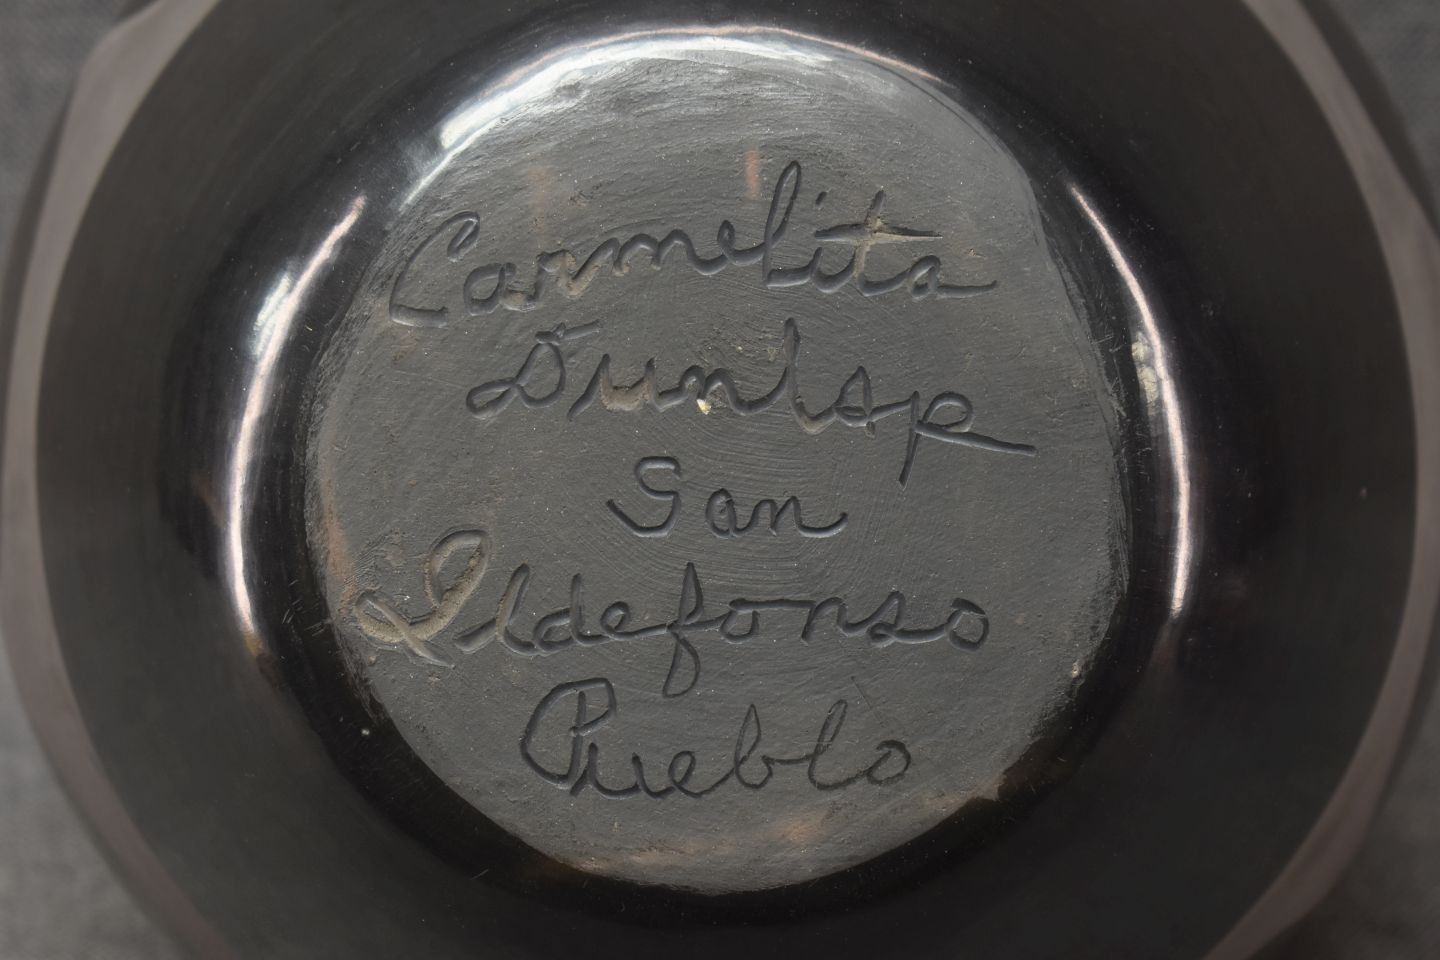 Carmelita
Dunlap
San
Ildefonso
Pueblo